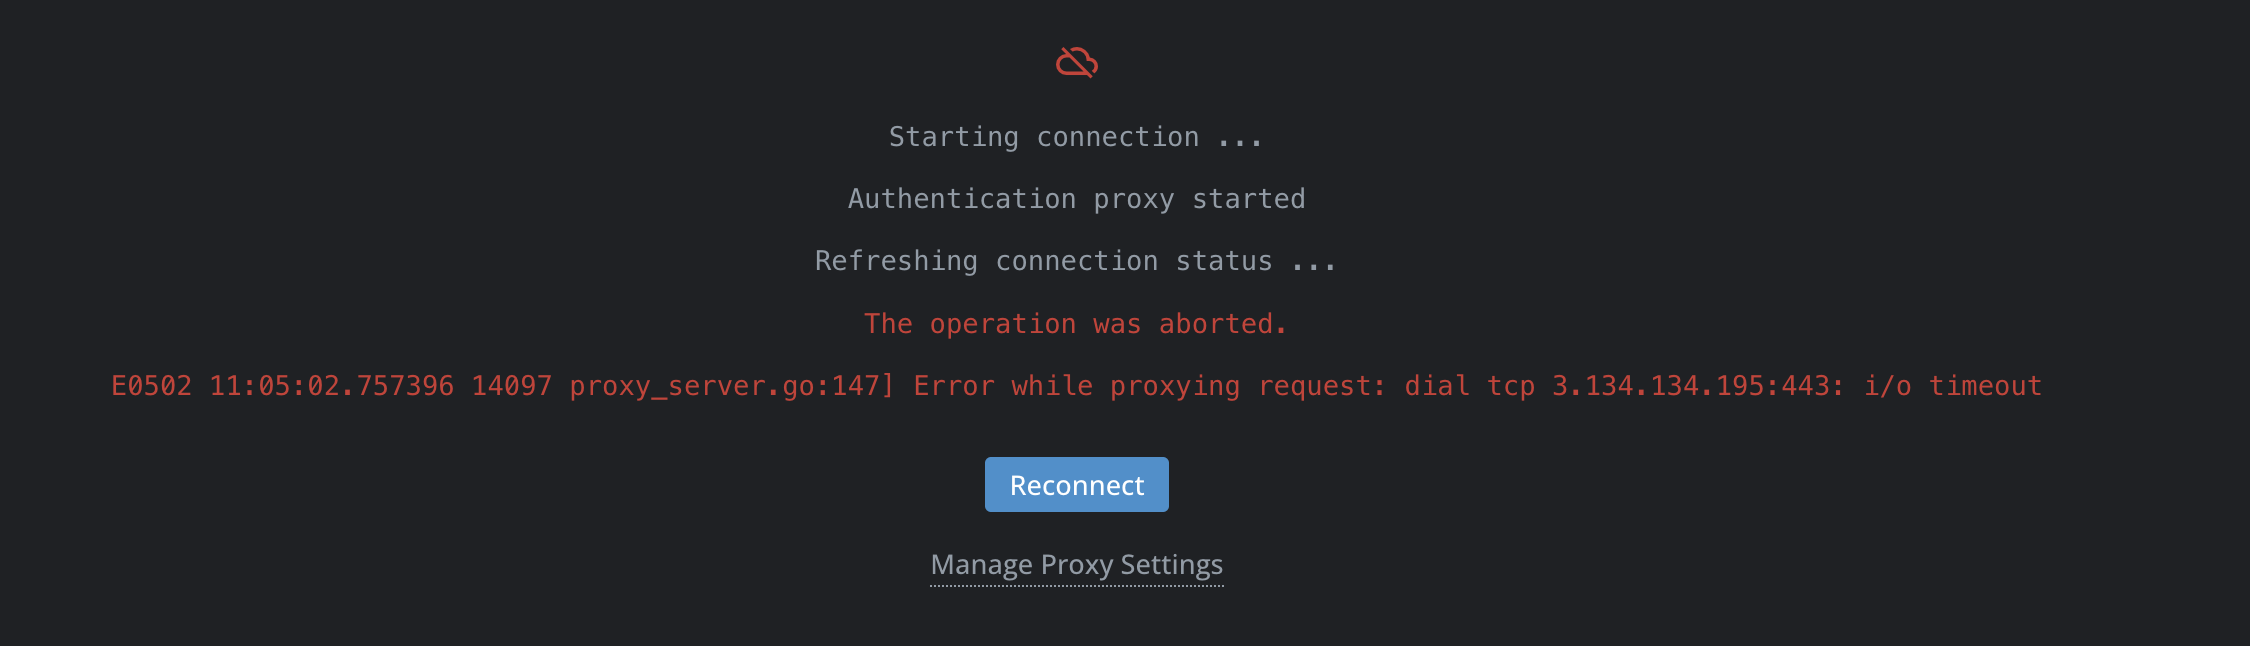 Starting connection ...
Authentication proxy started
Refreshing connection status ...
The operation was aborted.
E0502 11:05:02.757396 14097 proxy_server.go:147] Error while proxying request: dial tcp 3.134.134.195:443: i/o timeout
Reconnect
Manage Proxy Settings